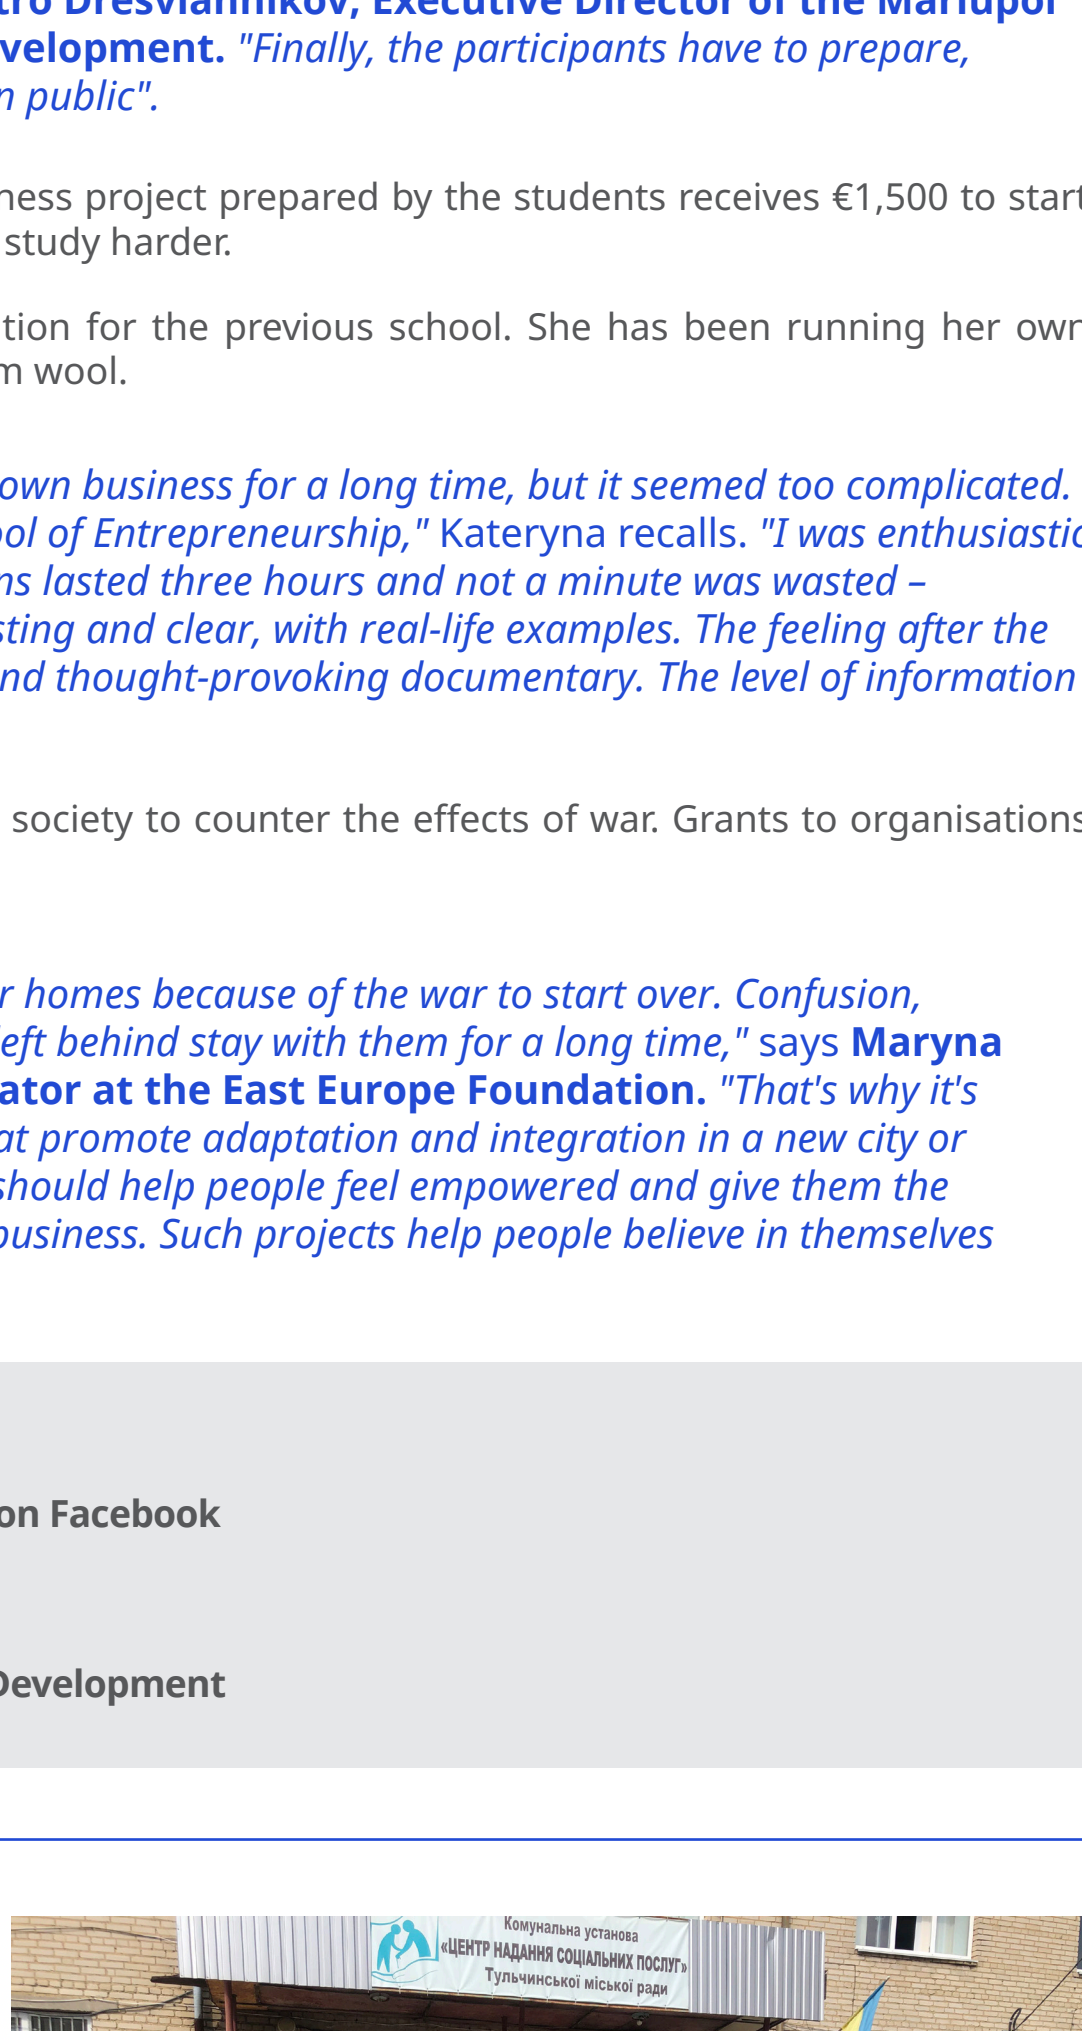 tro Dresviannikov, Executive Director of the Mariupol
velopment. "Finally, the participants have to prepare,
n public".
ness project prepared by the students receives €1,500 to start
study harder.
tion for the previous school. She has been running her own
m wool.
own business for a long time, but it seemed too complicated.
ol of Entrepreneurship," Kateryna recalls. "I was enthusiastic
ns lasted three hours and not a minute was wasted –
sting and clear, with real-life examples. The feeling after the
nd thought-provoking documentary. The level of information
society to counter the effects of war. Grants to organisations
r homes because of the war to start over. Confusion,
left behind stay with them for a long time," says Maryna
ator at the East Europe Foundation. "That's why it's
at promote adaptation and integration in a new city or
should help people feel empowered and give them the
business. Such projects help people believe in themselves
on Facebook
Development
Комунальна установа
«ЦЕНТР НАДАННЯ СОЦІАЛЬНИХ ПОСЛУГ»
Тульчинської міської ради